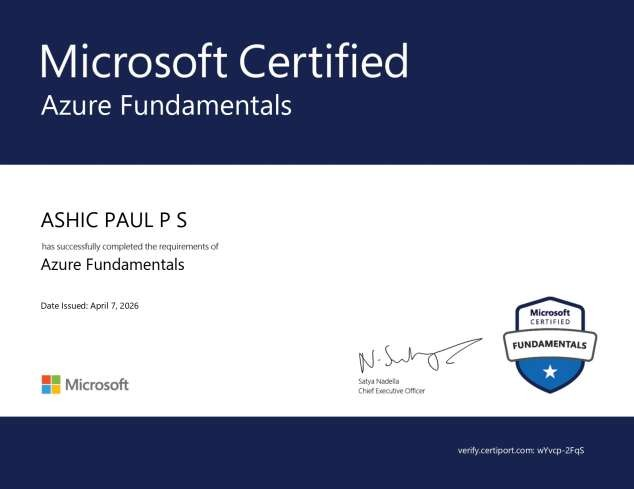 Microsoft Certified
Azure Fundamentals
ASHIC PAUL P S
has successfully completed the requirements of
Azure Fundamentals
Date Issued: April 7, 2026
Microsoft
CERTIFIED
FUNDAMENTALS
Satya Nadella
Chief Executive Officer
Microsoft
verify.certiport.com: wYvcp-2FqS